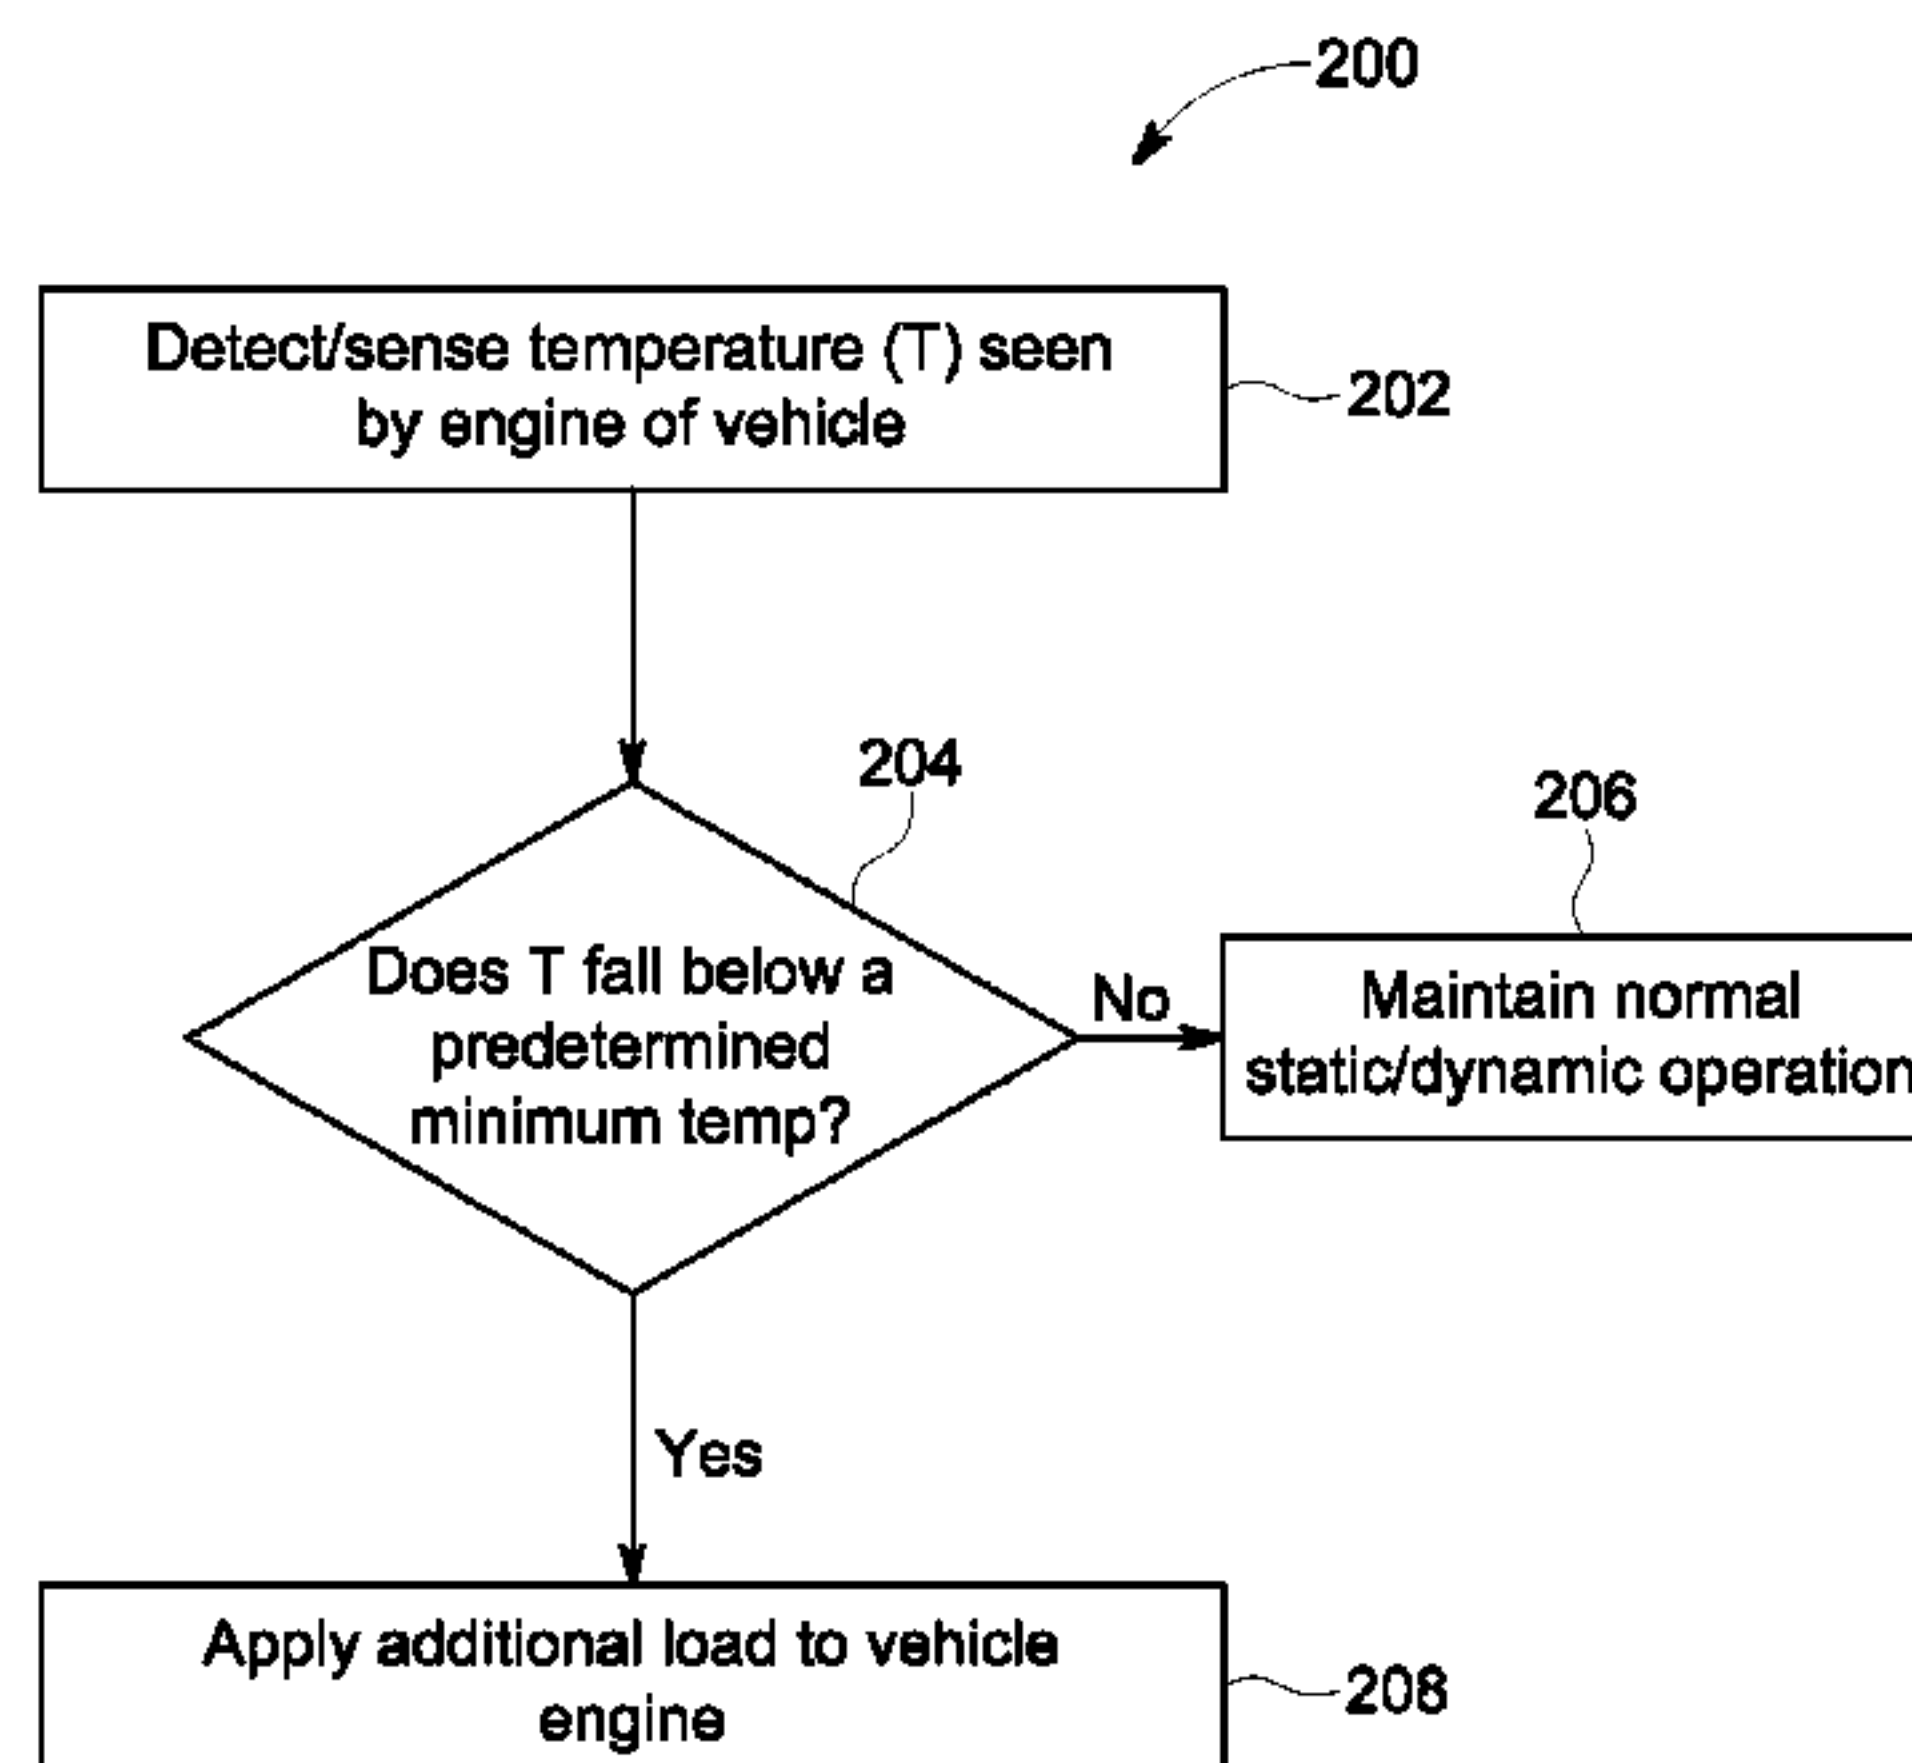 200
Detect/sense temperature (T) seen
by engine of vehicle
202
204
Does T fall below a
predetermined
minimum temp?
No
206
Maintain normal
static/dynamic operation
Yes
Apply additional load to vehicle
engine
208